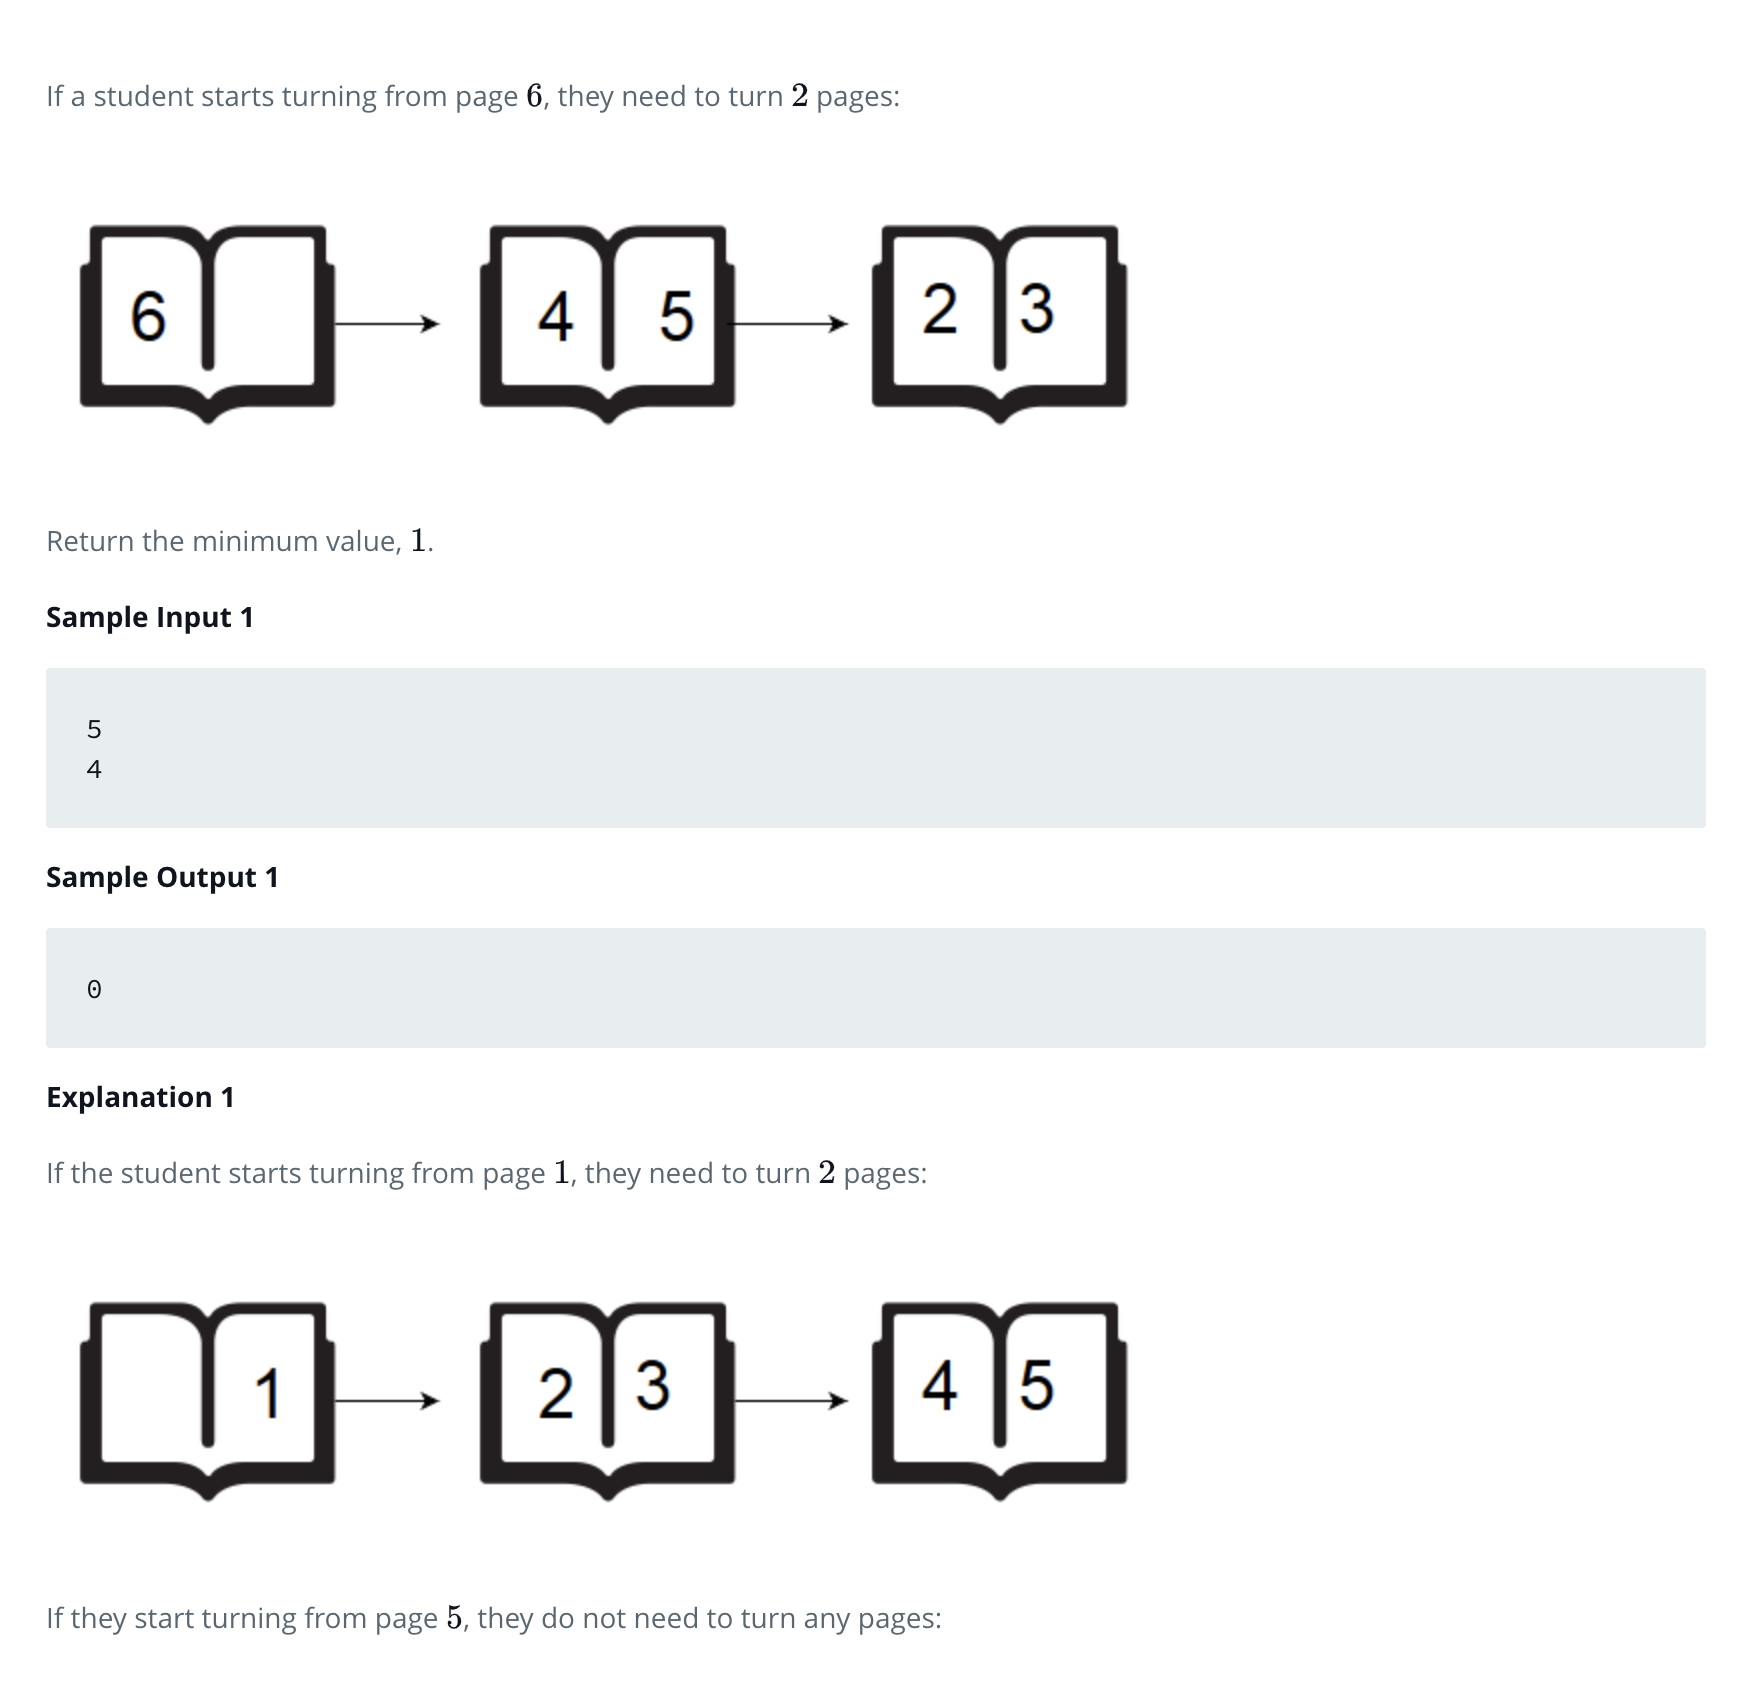 If a student starts turning from page 6, they need to turn 2 pages:
6 4 5 2 3
Return the minimum value, 1.
Sample Input 1
5
4
Sample Output 1
0
Explanation 1
If the student starts turning from page 1, they need to turn 2 pages:
1 2 3 4 5
If they start turning from page 5, they do not need to turn any pages: